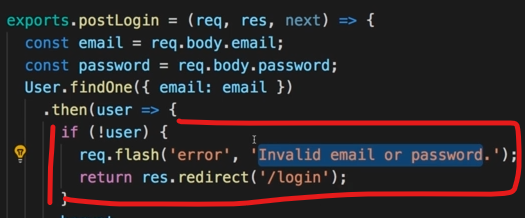 exports.postLogin = (req, res, next) => {
const email = req.body.email;
const password = req.body.password;
User.findOne({ email: email })
.then(user => {
if (!user) {
req.flash('error', 'Invalid email or password.');
return res.redirect('/login');
}